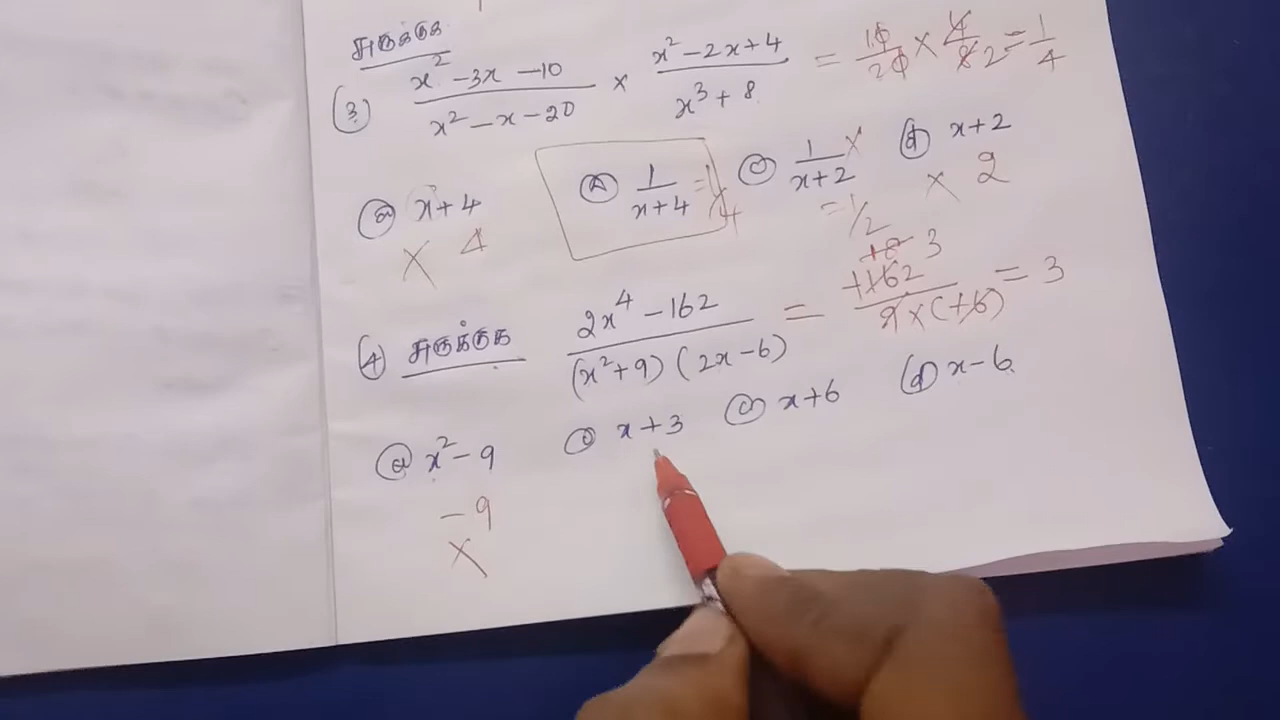 சுருக்குக
(3) x² - 3x - 10 / x² - x - 20 × x² - 2x + 4 / x³ + 8 = 10/20 × 4/8 2 = 1/4
x + 4 (A) 1/x+4 = 1/4 1/x+2 × x + 2
× 4 = 1/2 × 2
(4) சுருக்குக 2x⁴ - 162 / (x² + 9) (2x - 6) = +162 +18 3 / 9 × (+6) = 3
(a) x² - 9 x + 3 x + 6 (d) x - 6
- 9
×